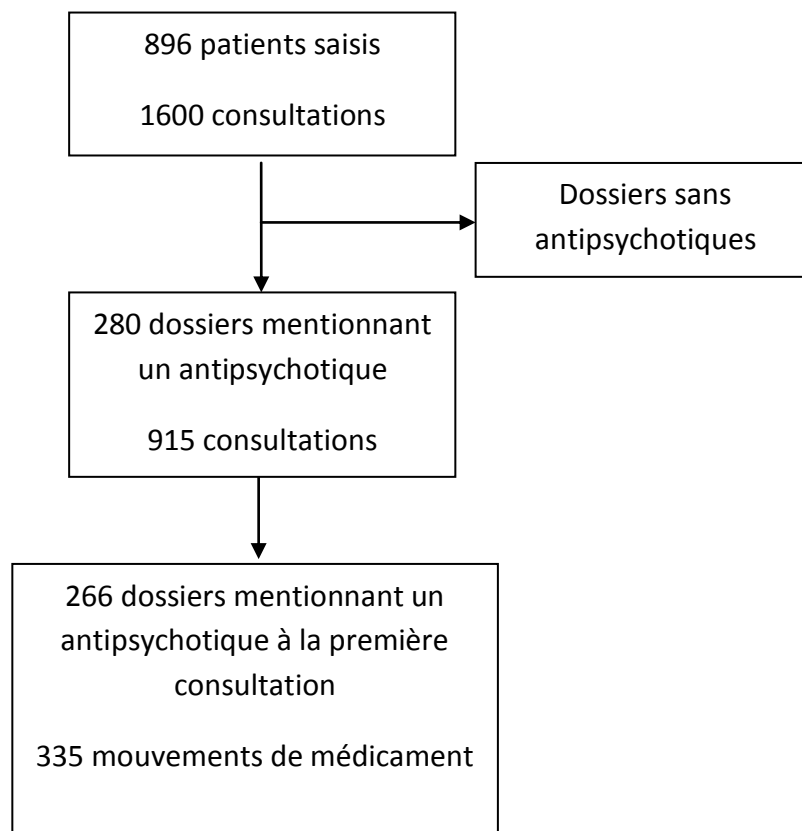 896 patients saisis
1600 consultations
Dossiers sans
antipsychotiques
280 dossiers mentionnant
un antipsychotique
915 consultations
266 dossiers mentionnant un
antipsychotique à la première
consultation
335 mouvements de médicament